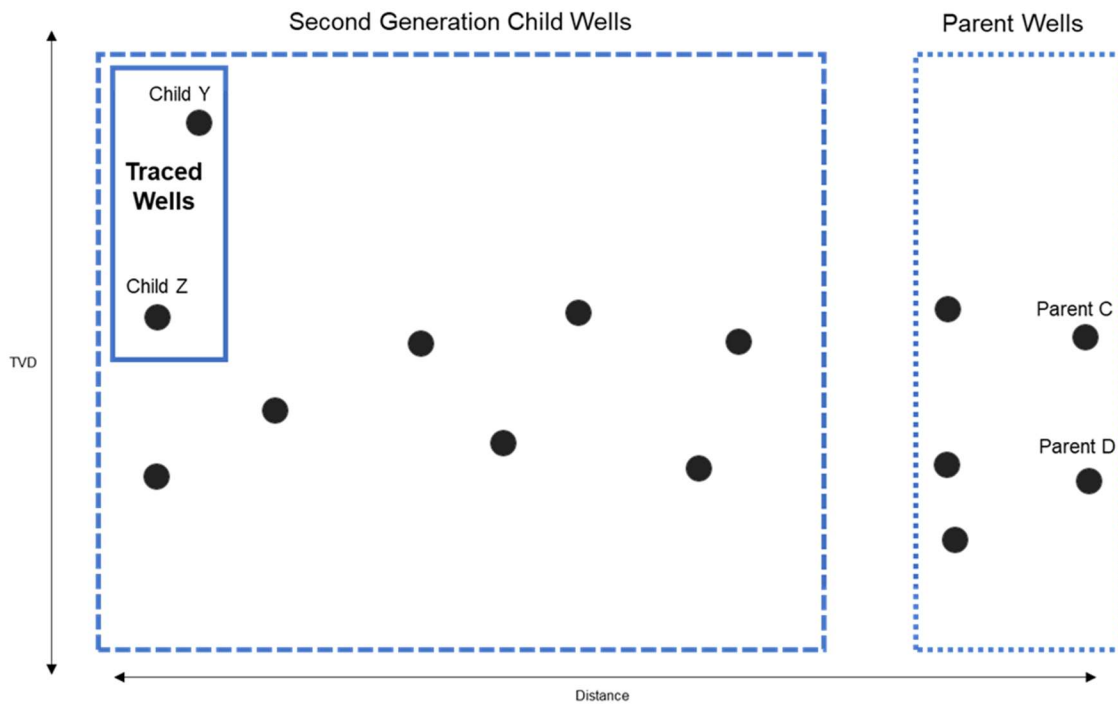 Second Generation Child Wells
Parent Wells
Child Y
Traced
Wells
Child Z
Parent C
TVD
Parent D
Distance